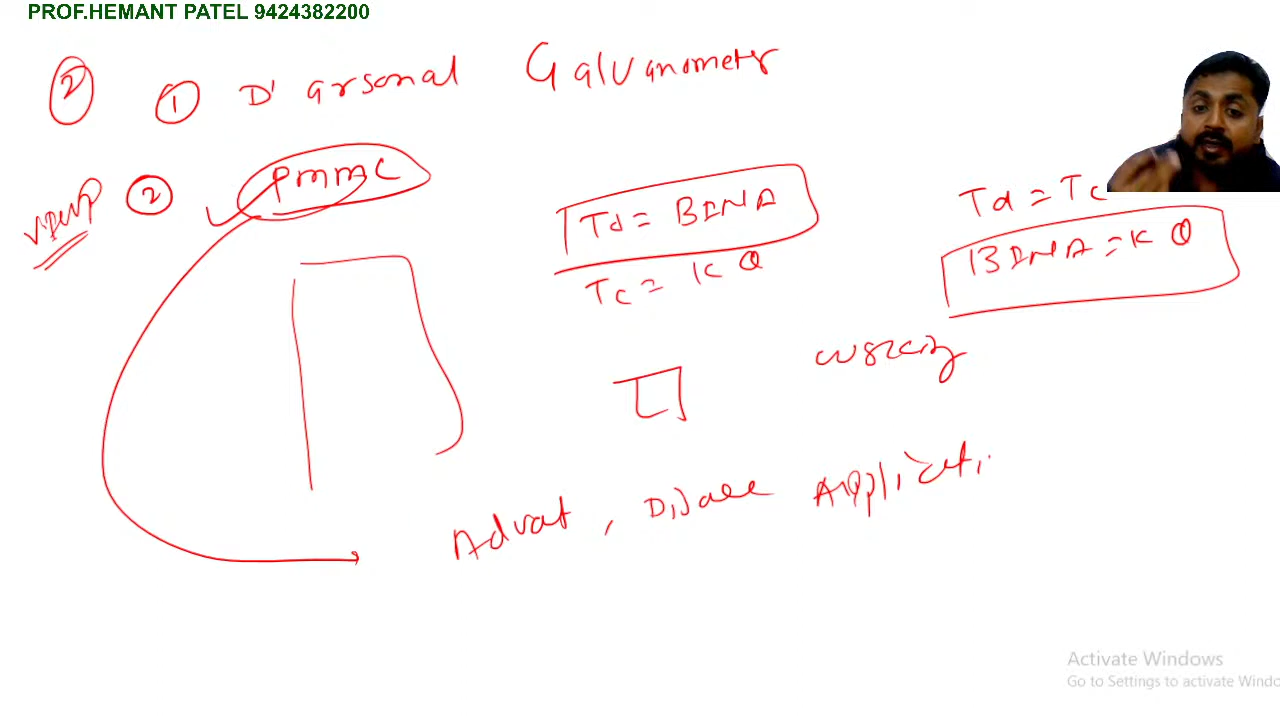 PROF.HEMANT PATEL 9424382200
② ① D'arsonal Galvanometer
VIMP ② PMMC
Td = BINA
Tc = K θ
Td = Tc
BINA = K θ
working
Advat, Disadv Applicati
Activate Windows
Go to Settings to activate Windo